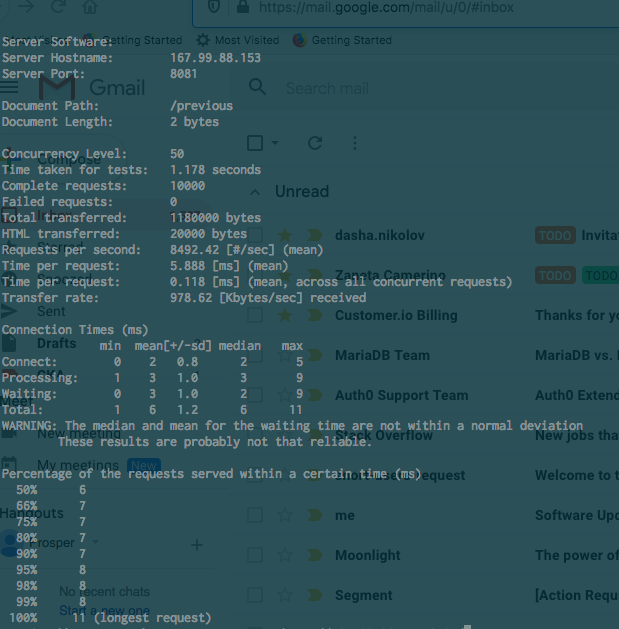 https://mail.google.com/mail/u/0/#inbox
Getting Started Most Visited Getting Started
Gmail
Search mail
Compose
Unread
Starred
Snoozed
Sent
Drafts
Meet
New meeting
My meetings New
Hangouts
Prosper
No recent chats
Start a new one
dasha.nikolov TODO Invita
Zaneta Camerino TODO TODO
Customer.io Billing Thanks for yo
MariaDB Team MariaDB vs.
Auth0 Support Team Auth0 Extend
Stack Overflow New jobs tha
Request Welcome to t
me Software Upd
Moonlight The power of
Segment [Action Requ
Server Software:
Server Hostname: 167.99.88.153
Server Port: 8081
Document Path: /previous
Document Length: 2 bytes
Concurrency Level: 50
Time taken for tests: 1.178 seconds
Complete requests: 10000
Failed requests: 0
Total transferred: 1180000 bytes
HTML transferred: 20000 bytes
Requests per second: 8492.42 [#/sec] (mean)
Time per request: 5.888 [ms] (mean)
Time per request: 0.118 [ms] (mean, across all concurrent requests)
Transfer rate: 978.62 [Kbytes/sec] received
Connection Times (ms)
min mean[+/-sd] median max
Connect: 0 2 0.8 2 5
Processing: 1 3 1.0 3 9
Waiting: 0 3 1.0 2 9
Total: 1 6 1.2 6 11
WARNING: The median and mean for the waiting time are not within a normal deviation
These results are probably not that reliable.
Percentage of the requests served within a certain time (ms)
50% 6
66% 7
75% 7
80% 7
90% 7
95% 8
98% 8
99% 8
100% 11 (longest request)